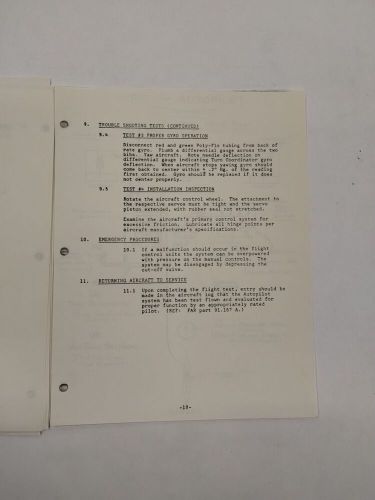 9. TROUBLE SHOOTING TESTS (CONTINUED)
9.4 TEST #3 PROPER GYRO OPERATION
Disconnect red and green Poly-Flo tubing from back of
rate gyro. Plumb a differential gauge across the two
bibs. Yaw aircraft. Note needle deflection on
differential gauge indicating Turn Coordinator gyro
deflection. When aircraft stops yawing gyro should
come back to center within Hg. of the reading
first obtained. Gyro should be replaced if it does
not center properly.
9.5 TEST #4 INSTALLATION INSPECTION
Rotate the aircraft control wheel. The attachment to
the respective servo must be tight and the servo
piston extended, with rubber seal not stretched.
Examine the aircraft's primary control system for
excessive friction. Lubricate all hinge points per
aircraft manufacturer's specifications.
10. EMERGENCY PROCEDURES
10.1 If a malfunction should occur in the flight
control units the system can be overpowered
with pressure on the manual controls. The
system may be disengaged by depressing the
cut-off valve.
11. RETURNING AIRCRAFT TO SERVICE
11.1 Upon completing the flight test, entry should be
made in the aircraft log that the Autopilot
system has been test flown and evaluated for
proper function by an appropriately rated
pilot. (REF: FAR part 91.167 A.)